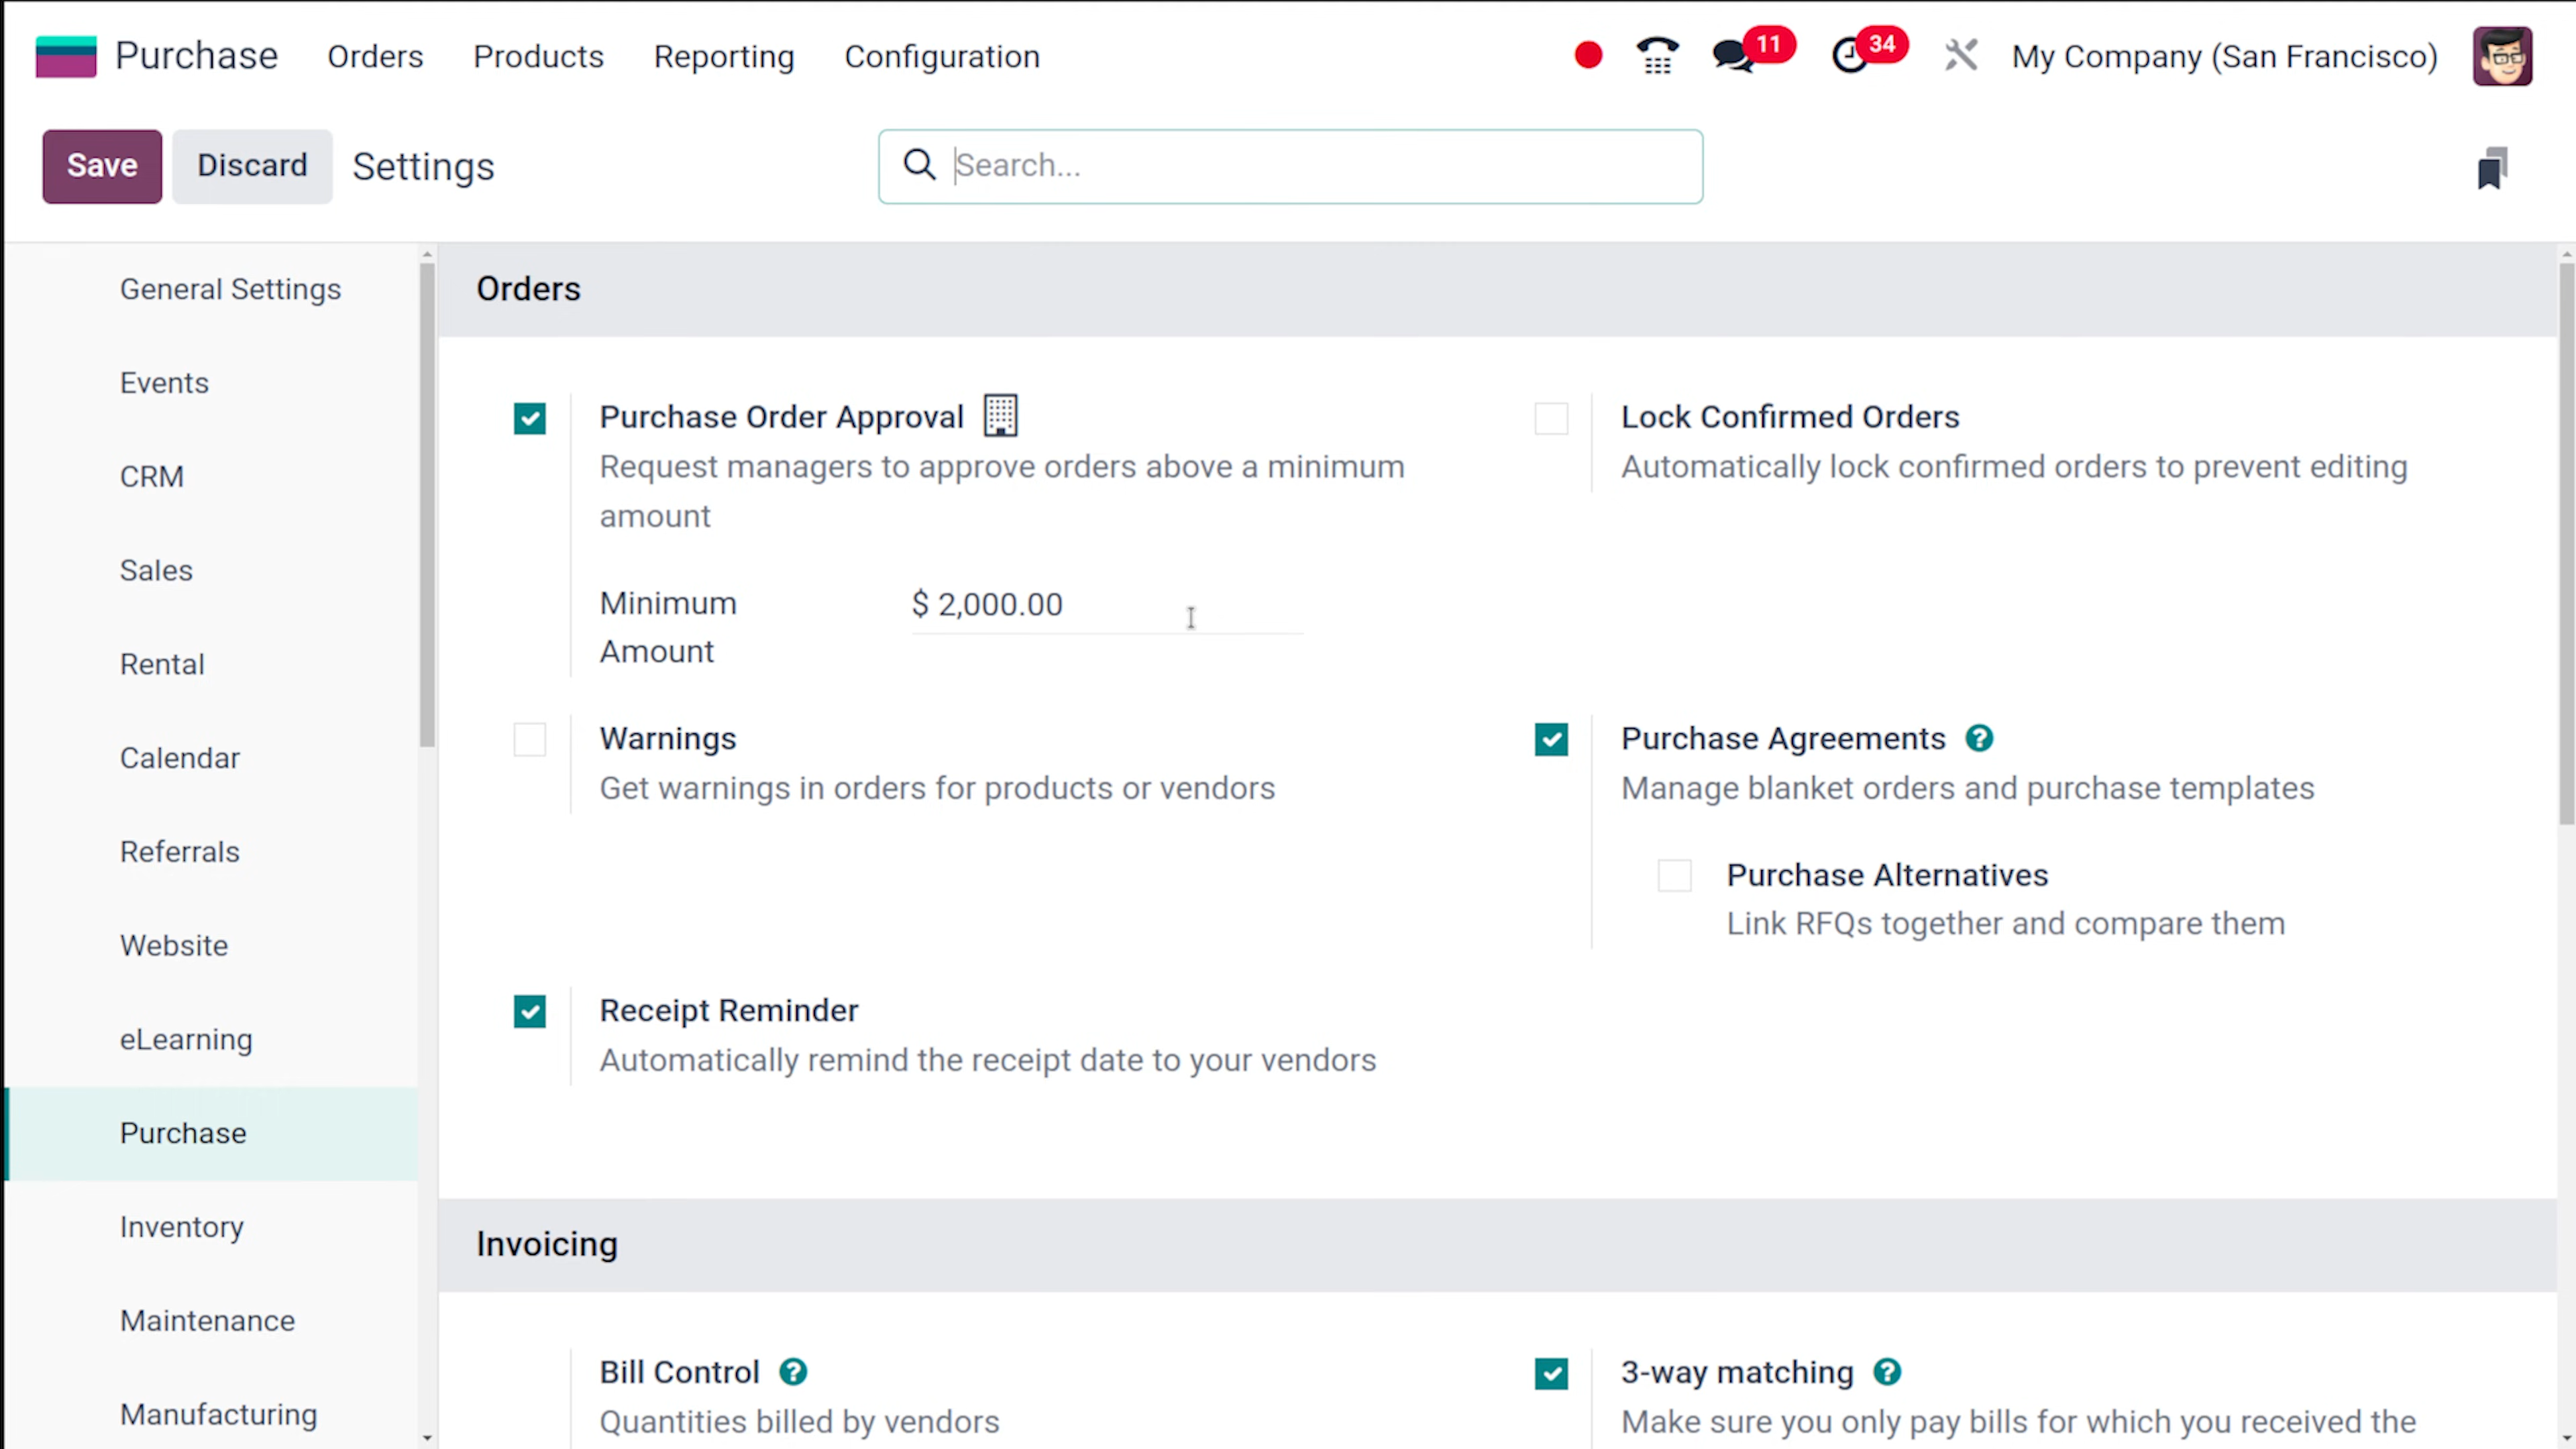 Purchase Orders Products Reporting Configuration 11 34 My Company (San Francisco)
Save Discard Settings Search...
General Settings
Events
CRM
Sales
Rental
Calendar
Referrals
Website
eLearning
Purchase
Inventory
Maintenance
Manufacturing
Orders
Purchase Order Approval
Request managers to approve orders above a minimum
amount
Minimum
Amount
$ 2,000.00
Lock Confirmed Orders
Automatically lock confirmed orders to prevent editing
Warnings
Get warnings in orders for products or vendors
Purchase Agreements ?
Manage blanket orders and purchase templates
Purchase Alternatives
Link RFQs together and compare them
Receipt Reminder
Automatically remind the receipt date to your vendors
Invoicing
Bill Control ?
Quantities billed by vendors
3-way matching ?
Make sure you only pay bills for which you received the